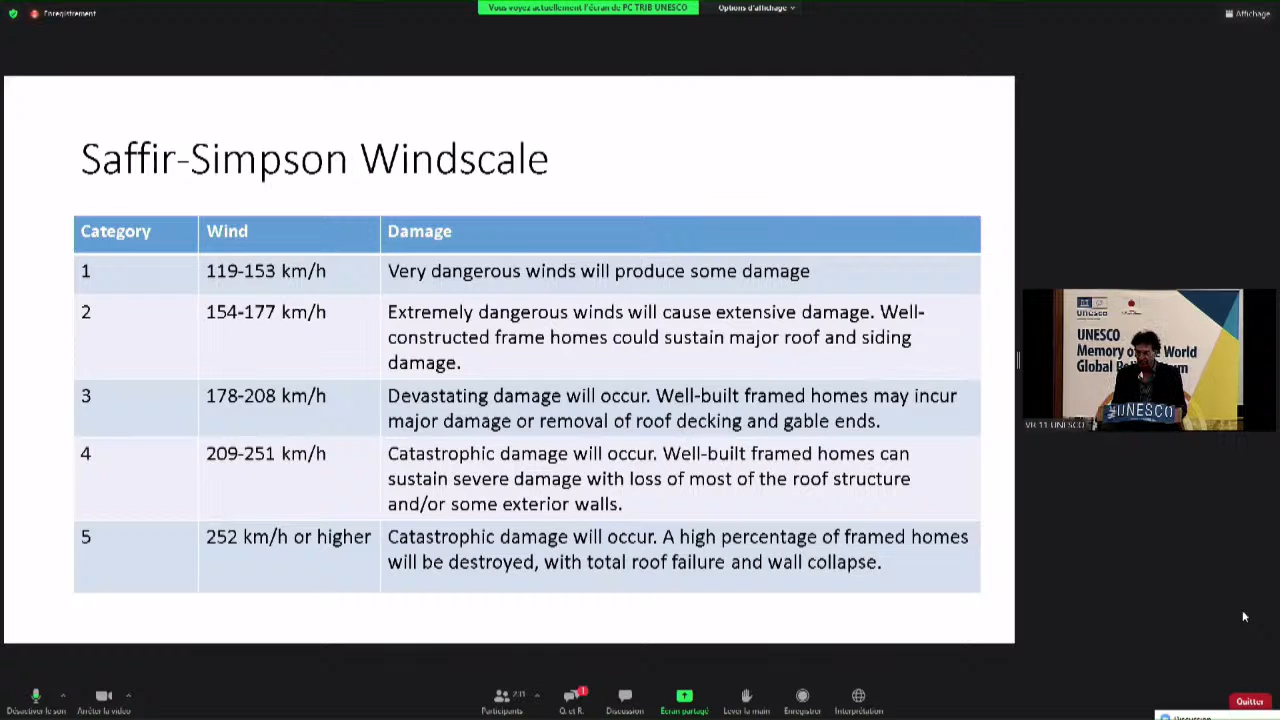 Enregistrement
Vous voyez actuellement l'écran de PC TRIB UNESCO
Options d'affichage
Affichage
Saffir-Simpson Windscale
Category Wind Damage
1 119-153 km/h Very dangerous winds will produce some damage
2 154-177 km/h Extremely dangerous winds will cause extensive damage. Well-
constructed frame homes could sustain major roof and siding
damage.
3 178-208 km/h Devastating damage will occur. Well-built framed homes may incur
major damage or removal of roof decking and gable ends.
4 209-251 km/h Catastrophic damage will occur. Well-built framed homes can
sustain severe damage with loss of most of the roof structure
and/or some exterior walls.
5 252 km/h or higher Catastrophic damage will occur. A high percentage of framed homes
will be destroyed, with total roof failure and wall collapse.
unesco
UNESCO
Memory of the World
Global
UNESCO
VR 11 UNESCO
Désactiver le son
Arrêter la vidéo
Participants
1
Q. et R.
Discussion
Écran partagé
Lever la main
Enregistrer
Interprétation
Quitter
Discussion